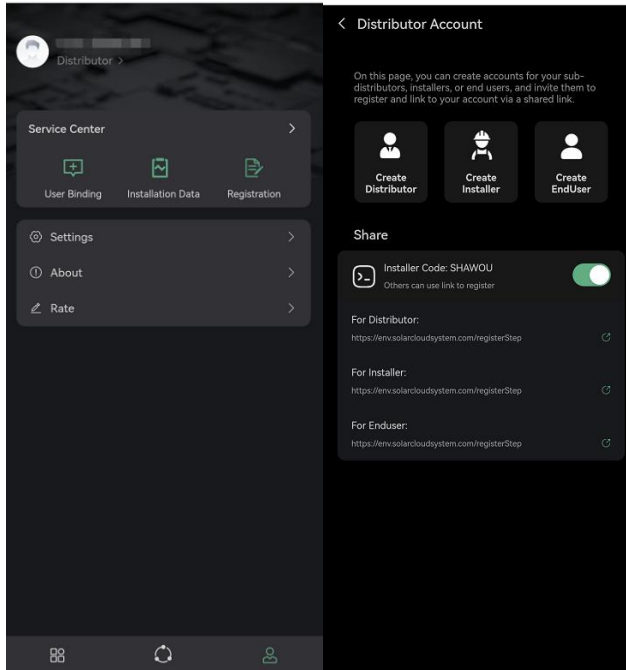 Distributor >
Service Center
User Binding
Installation Data
Registration
Settings
About
Rate
Distributor Account
On this page, you can create accounts for your sub-
distributors, installers, or end users, and invite them to
register and link to your account via a shared link.
Create
Distributor
Create
Installer
Create
EndUser
Share
Installer Code: SHAWOU
Others can use link to register
For Distributor:
https://env.solarcloudsystem.com/registerStep
For Installer:
https://env.solarcloudsystem.com/registerStep
For Enduser:
https://env.solarcloudsystem.com/registerStep